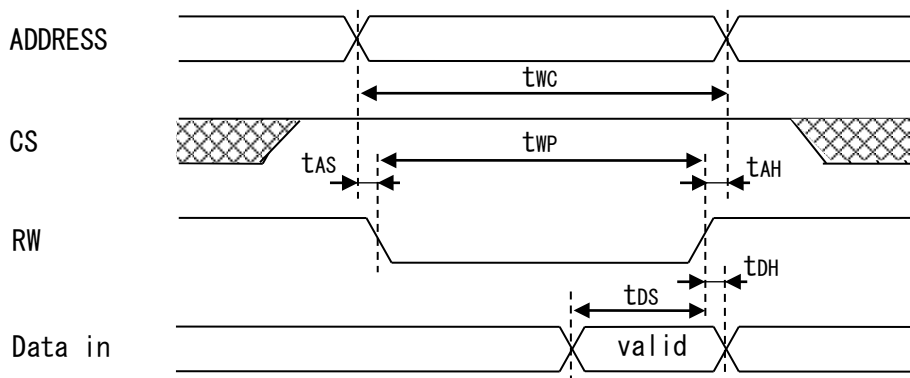 ADDRESS
tWC
CS
tWP
tAS
tAH
RW
tDH
tDS
Data in
valid